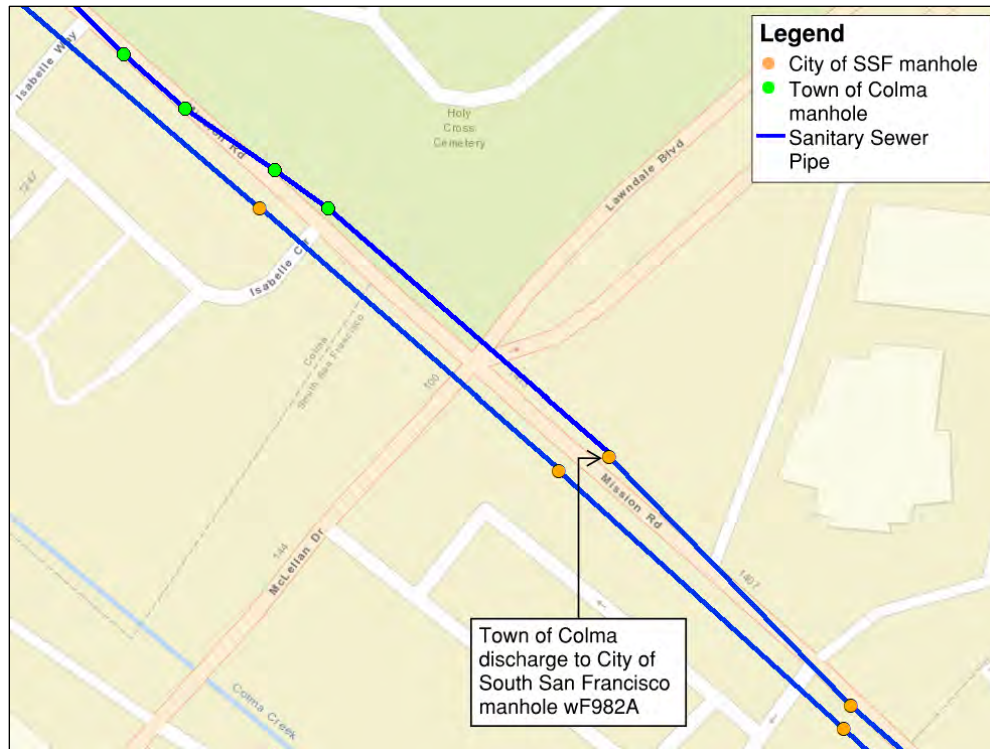 Legend
City of SSF manhole
Town of Colma
manhole
Sanitary Sewer
Pipe
Isabelle Way
Holy
Cross
Cemetery
Lawndale Blvd
1247
Isabelle Cir
Colma
South San Francisco
100
Mission Rd
McLellan Dr
144
1407
Town of Colma
discharge to City of
South San Francisco
manhole wF982A
Colma Creek